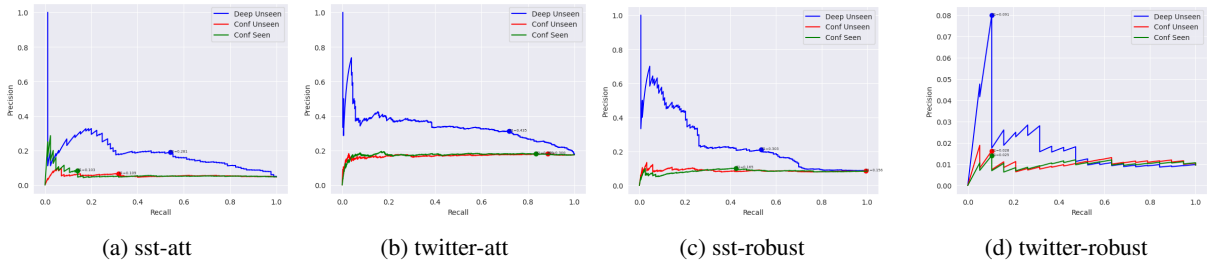 Deep Unseen
Conf Unseen
Conf Seen
Precision
1.0
0.8
0.6
0.4
0.2
0.0
0.0 0.2 0.4 0.6 0.8 1.0
Recall
(a) sst-att
Deep Unseen
Conf Unseen
Conf Seen
Precision
1.0
0.8
0.6
0.4
0.2
0.0
0.0 0.2 0.4 0.6 0.8 1.0
Recall
(b) twitter-att
Deep Unseen
Conf Unseen
Conf Seen
Precision
1.0
0.8
0.6
0.4
0.2
0.0
0.0 0.2 0.4 0.6 0.8 1.0
Recall
(c) sst-robust
Deep Unseen
Conf Unseen
Conf Seen
Precision
0.08
0.07
0.06
0.05
0.04
0.03
0.02
0.01
0.00
0.0 0.2 0.4 0.6 0.8 1.0
Recall
(d) twitter-robust